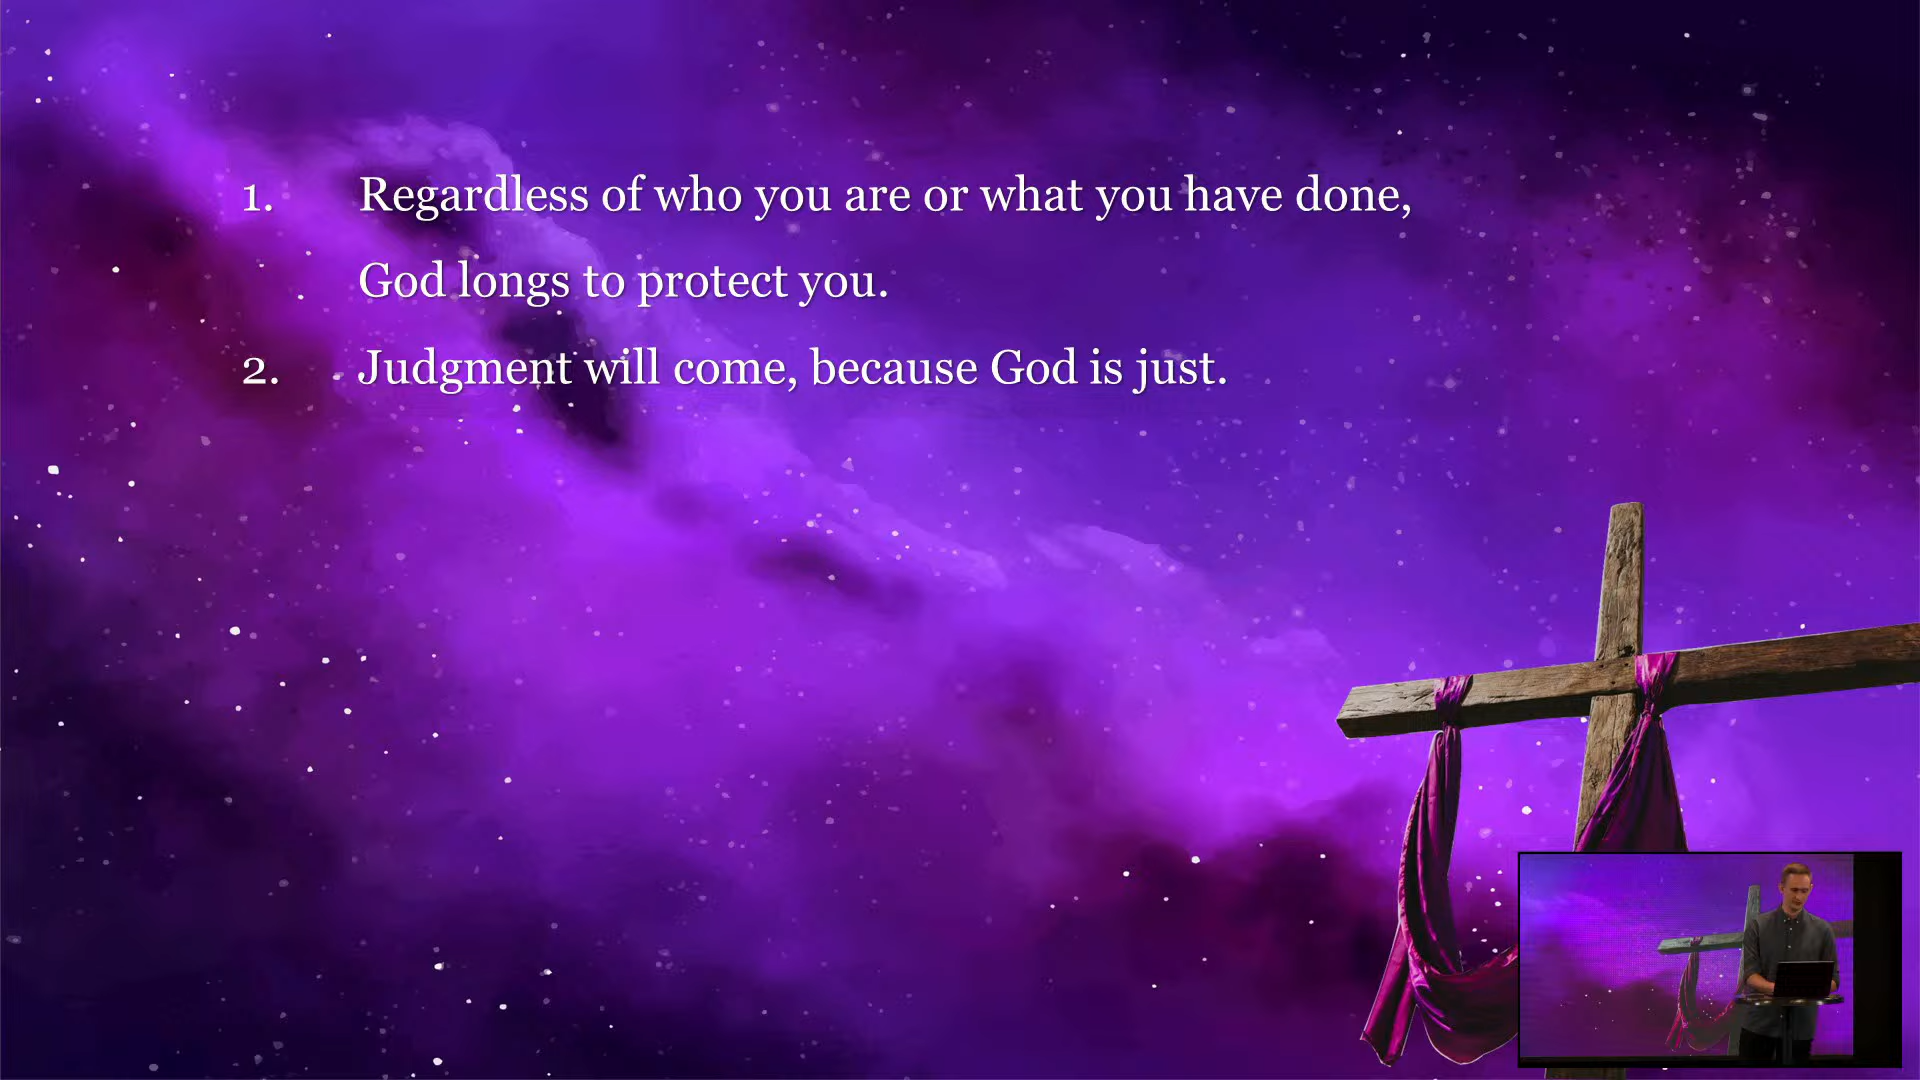 1. Regardless of who you are or what you have done,
God longs to protect you.
2. Judgment will come, because God is just.